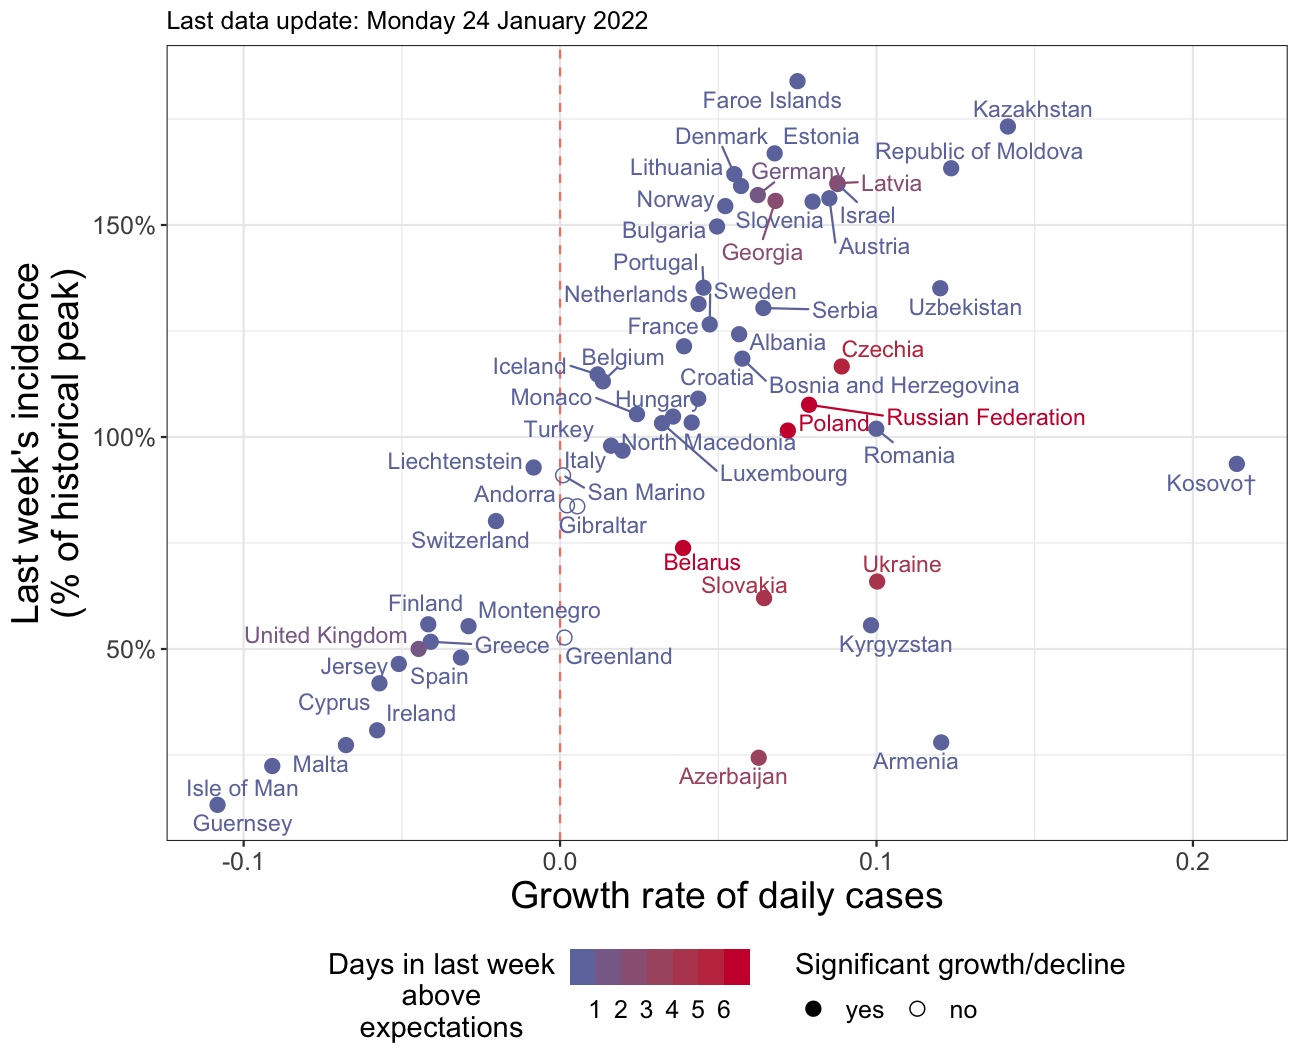 Last data update: Monday 24 January 2022
Faroe Islands
Kazakhstan
Denmark
Estonia
Republic of Moldova
Lithuania
Germany
Latvia
Norway
Slovenia
Israel
Bulgaria
Georgia
Austria
Portugal
Netherlands
Sweden
Serbia
Uzbekistan
France
Albania
Czechia
Iceland
Belgium
Croatia
Bosnia and Herzegovina
Monaco
Hungary
Poland
Russian Federation
Turkey
North Macedonia
Romania
Liechtenstein
Italy
Luxembourg
Kosovo†
Andorra
San Marino
Gibraltar
Switzerland
Belarus
Ukraine
Slovakia
Finland
Montenegro
United Kingdom
Greece
Kyrgyzstan
Greenland
Jersey
Spain
Cyprus
Ireland
Malta
Azerbaijan
Armenia
Isle of Man
Guernsey
150%
100%
50%
Last week's incidence
(% of historical peak)
-0.1
0.0
0.1
0.2
Growth rate of daily cases
Days in last week
above
expectations
1 2 3 4 5 6
Significant growth/decline
yes
no